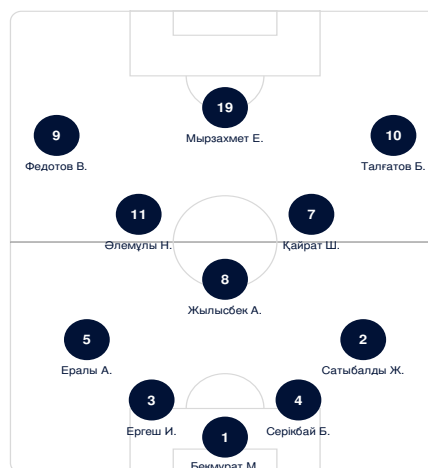 19
Мырзахмет Е.
9
Федотов В.
10
Талғатов Б.
11
Әлемұлы Н.
7
Қайрат Ш.
8
Жылысбек А.
5
Ералы А.
2
Сатыбалды Ж.
3
Ергеш И.
4
Серікбай Б.
1
Бекмурат М.